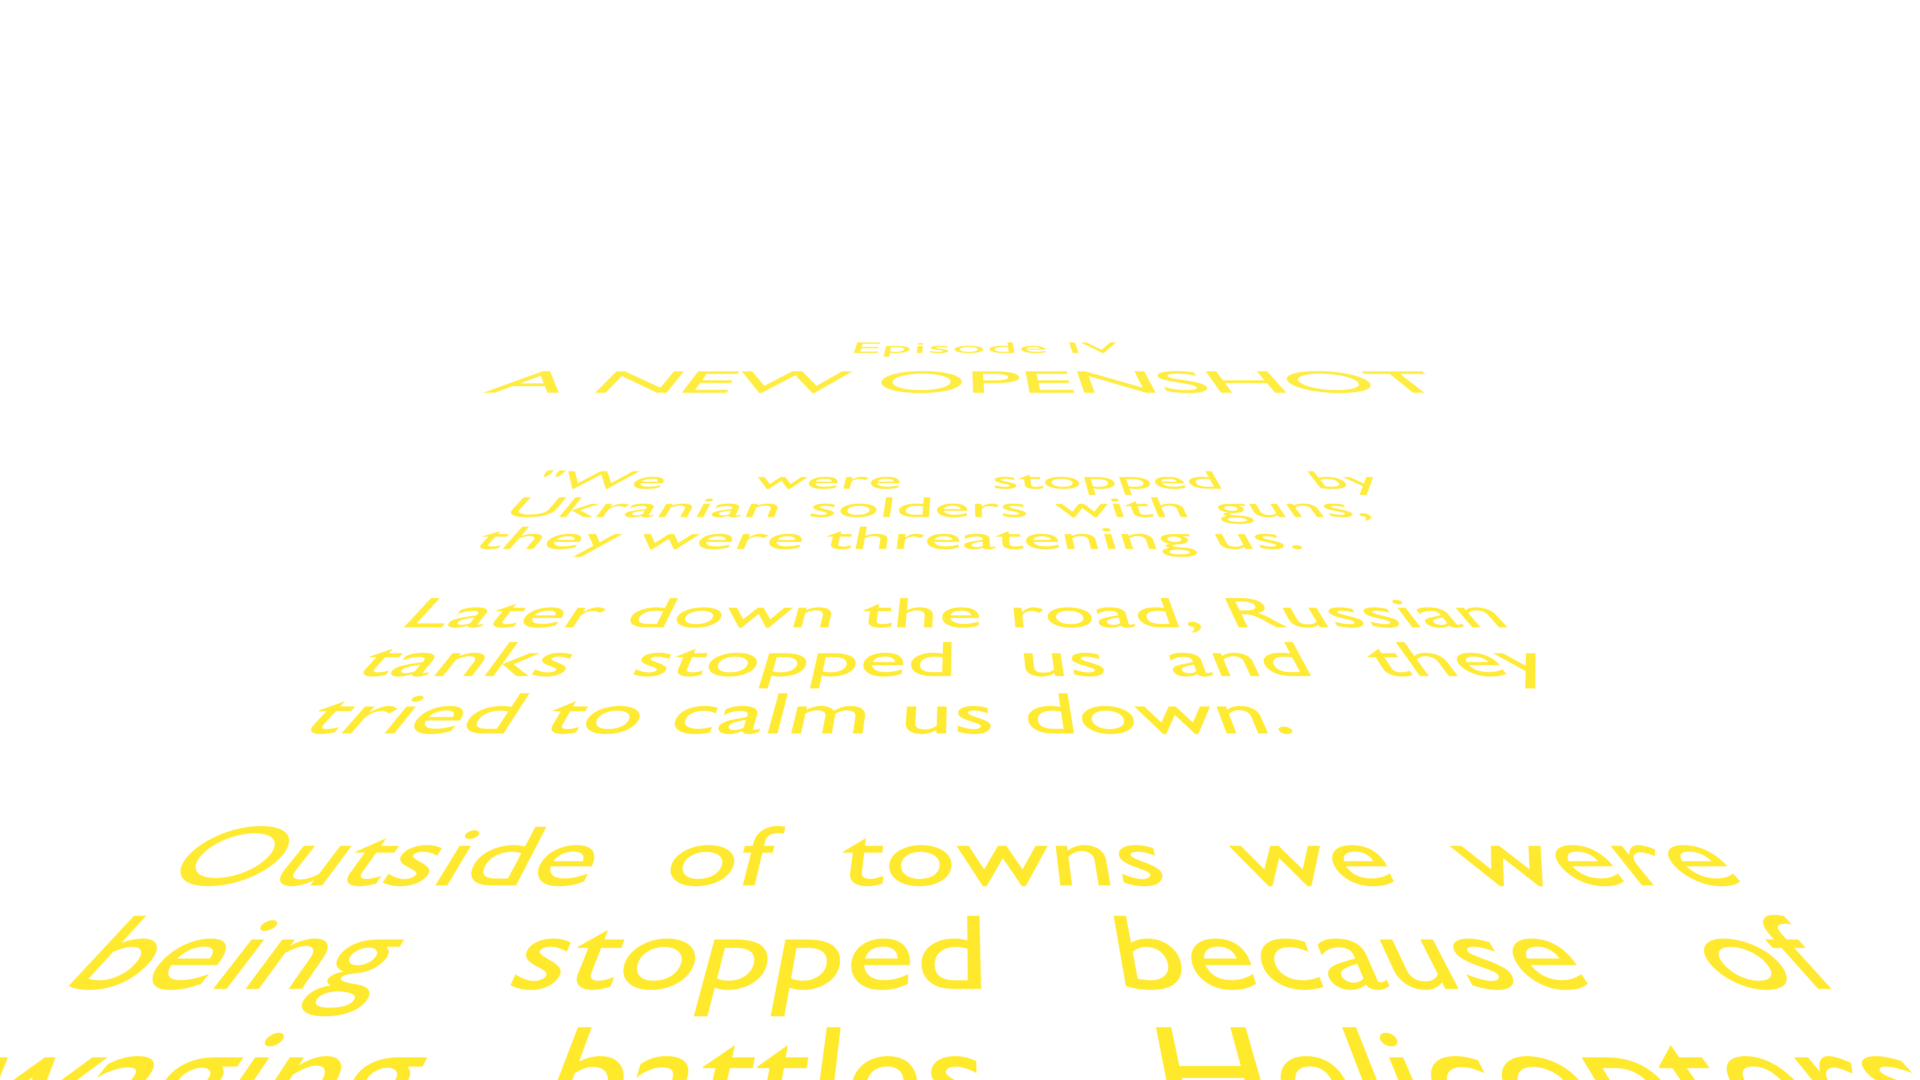 Episode IV
A NEW OPENSHOT
"We were stopped by
Ukranian solders with guns,
they were threatening us.
Later down the road, Russian
tanks stopped us and they
tried to calm us down.
Outside of towns we were
being stopped because of
waging battles. Helicopters